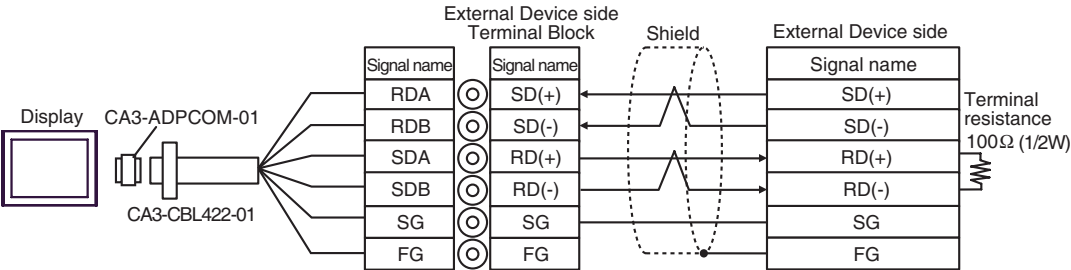 External Device side
Terminal Block
Shield
External Device side
Signal name
Signal name
Signal name
RDA
SD(+)
SD(+)
RDB
SD(-)
SD(-)
SDA
RD(+)
RD(+)
SDB
RD(-)
RD(-)
SG
SG
SG
FG
FG
FG
Display
CA3-ADPCOM-01
CA3-CBL422-01
Terminal
resistance
100Ω (1/2W)